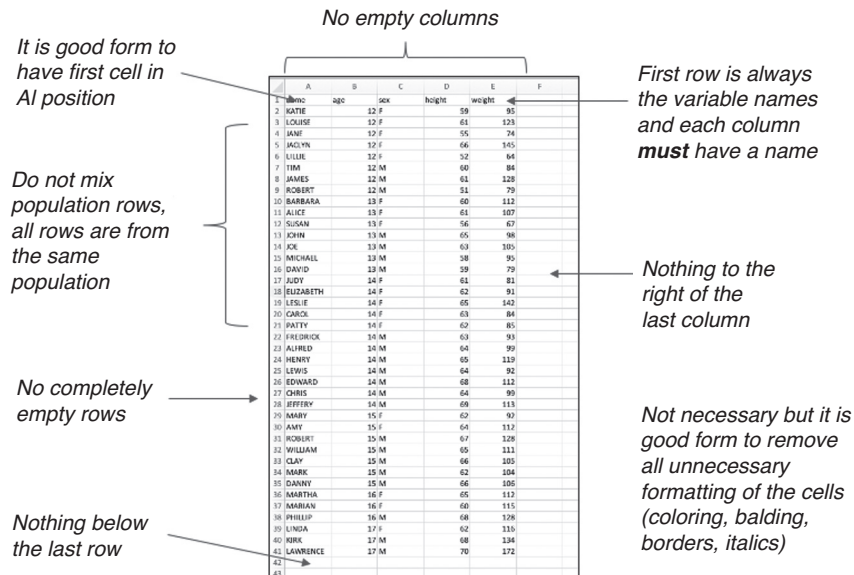 No empty columns
It is good form to
have first cell in
AI position
First row is always
the variable names
and each column
must have a name
Do not mix
population rows,
all rows are from
the same
population
Nothing to the
right of the
last column
No completely
empty rows
Not necessary but it is
good form to remove
all unnecessary
formatting of the cells
(coloring, balding,
borders, italics)
Nothing below
the last row
A B C D E F
1 name age sex height weight
2 KATIE 12 F 59 95
3 LOUISE 12 F 61 123
4 JANE 12 F 55 74
5 JACLYN 12 F 66 145
6 LILLIE 12 F 52 64
7 TIM 12 M 60 84
8 JAMES 12 M 61 128
9 ROBERT 12 M 51 79
10 BARBARA 13 F 60 112
11 ALICE 13 F 61 107
12 SUSAN 13 F 56 67
13 JOHN 13 M 65 98
14 JOE 13 M 63 105
15 MICHAEL 13 M 58 95
16 DAVID 13 M 59 79
17 JUDY 14 F 61 81
18 ELIZABETH 14 F 62 91
19 LESLIE 14 F 65 142
20 CAROL 14 F 63 84
21 PATTY 14 F 62 85
22 FREDRICK 14 M 63 93
23 ALFRED 14 M 64 99
24 HENRY 14 M 65 119
25 LEWIS 14 M 64 92
26 EDWARD 14 M 68 112
27 CHRIS 14 M 64 99
28 JEFFERY 14 M 69 113
29 MARY 15 F 62 92
30 AMY 15 F 64 112
31 ROBERT 15 M 67 128
32 WILLIAM 15 M 65 111
33 CLAY 15 M 66 105
34 MARK 15 M 62 104
35 DANNY 15 M 66 106
36 MARTHA 16 F 65 112
37 MARIAN 16 F 60 115
38 PHILLIP 16 M 68 128
39 LINDA 17 F 62 116
40 KIRK 17 M 68 134
41 LAWRENCE 17 M 70 172
42
43